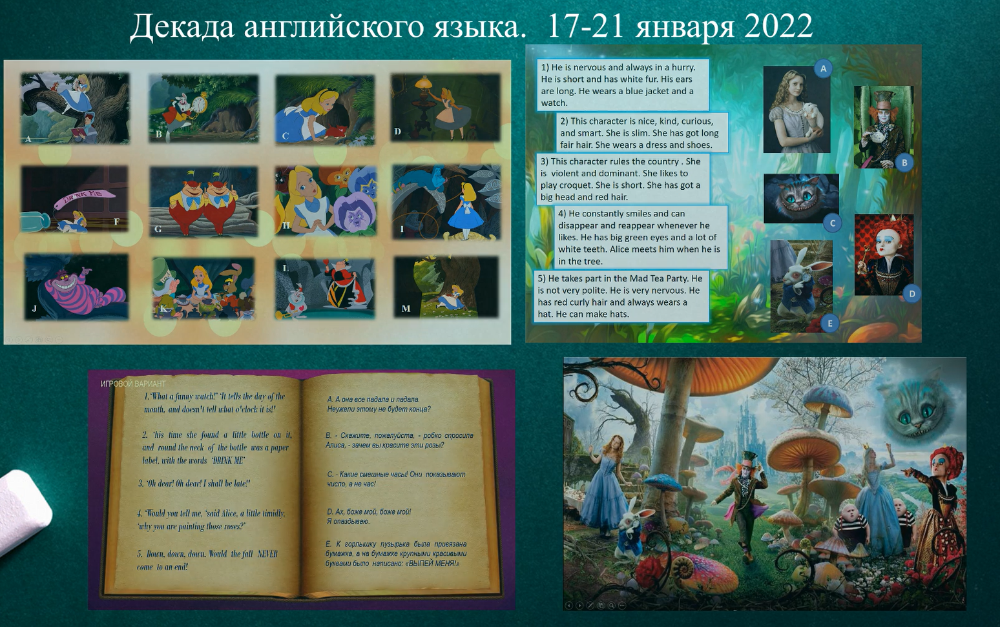 Декада английского языка. 17-21 января 2022
A
B
C
D
DRINK ME
F
G
H
I
J
K
L
M
1) He is nervous and always in a hurry.
He is short and has white fur. His ears
are long. He wears a blue jacket and a
watch.
2) This character is nice, kind, curious,
and smart. She is slim. She has got long
fair hair. She wears a dress and shoes.
3) This character rules the country . She
is violent and dominant. She likes to
play croquet. She is short. She has got a
big head and red hair.
4) He constantly smiles and can
disappear and reappear whenever he
likes. He has big green eyes and a lot of
white teeth. Alice meets him when he is
in the tree.
5) He takes part in the Mad Tea Party. He
is not very polite. He is very nervous. He
has red curly hair and always wears a
hat. He can make hats.
A
B
C
D
E
ИГРОВОЙ ВАРИАНТ
1.'What a funny watch!' 'It tells the day of the
month, and doesn't tell what o'clock it is!'
2. 'his time she found a little bottle on it,
and round the neck of the bottle was a paper
label, with the words 'DRINK ME'
3. 'Oh dear! Oh dear! I shall be late!'
4. 'Would you tell me, 'said Alice, a little timidly,
'why you are painting those roses?'
5. Down, down, down. Would the fall NEVER
come to an end!
A. А она все падала и падала.
Неужели этому не будет конца?
B. - Скажите, пожалуйста, - робко спросила
Алиса, - зачем вы красите эти розы?
C. - Какие смешные часы! Они показывают
число, а не час!
D. Ах, боже мой, боже мой!
Я опаздываю.
E. К горлышку пузырька была привязана
бумажка, а на бумажке крупными красивыми
буквами было написано: «ВЫПЕЙ МЕНЯ!»